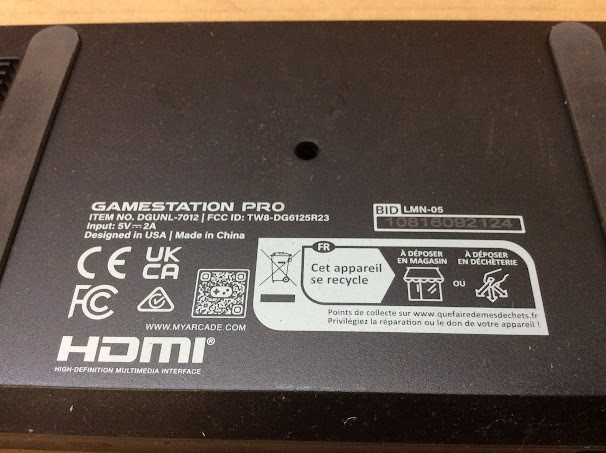 GAMESTATION PRO
ITEM NO. DGUNL-7012 | FCC ID: TW8-DG6125R23
Input: 5V⎓2A
Designed in USA | Made in China
BID LMN-05
10816092124
CE UK CA
FC
WWW.MYARCADE.COM
HDMI®
HIGH-DEFINITION MULTIMEDIA INTERFACE
FR
Cet appareil
se recycle
À DÉPOSER
EN MAGASIN
OU
À DÉPOSER
EN DÉCHÈTERIE
Points de collecte sur www.quefairedemesdechets.fr
Privilégiez la réparation ou le don de votre appareil !